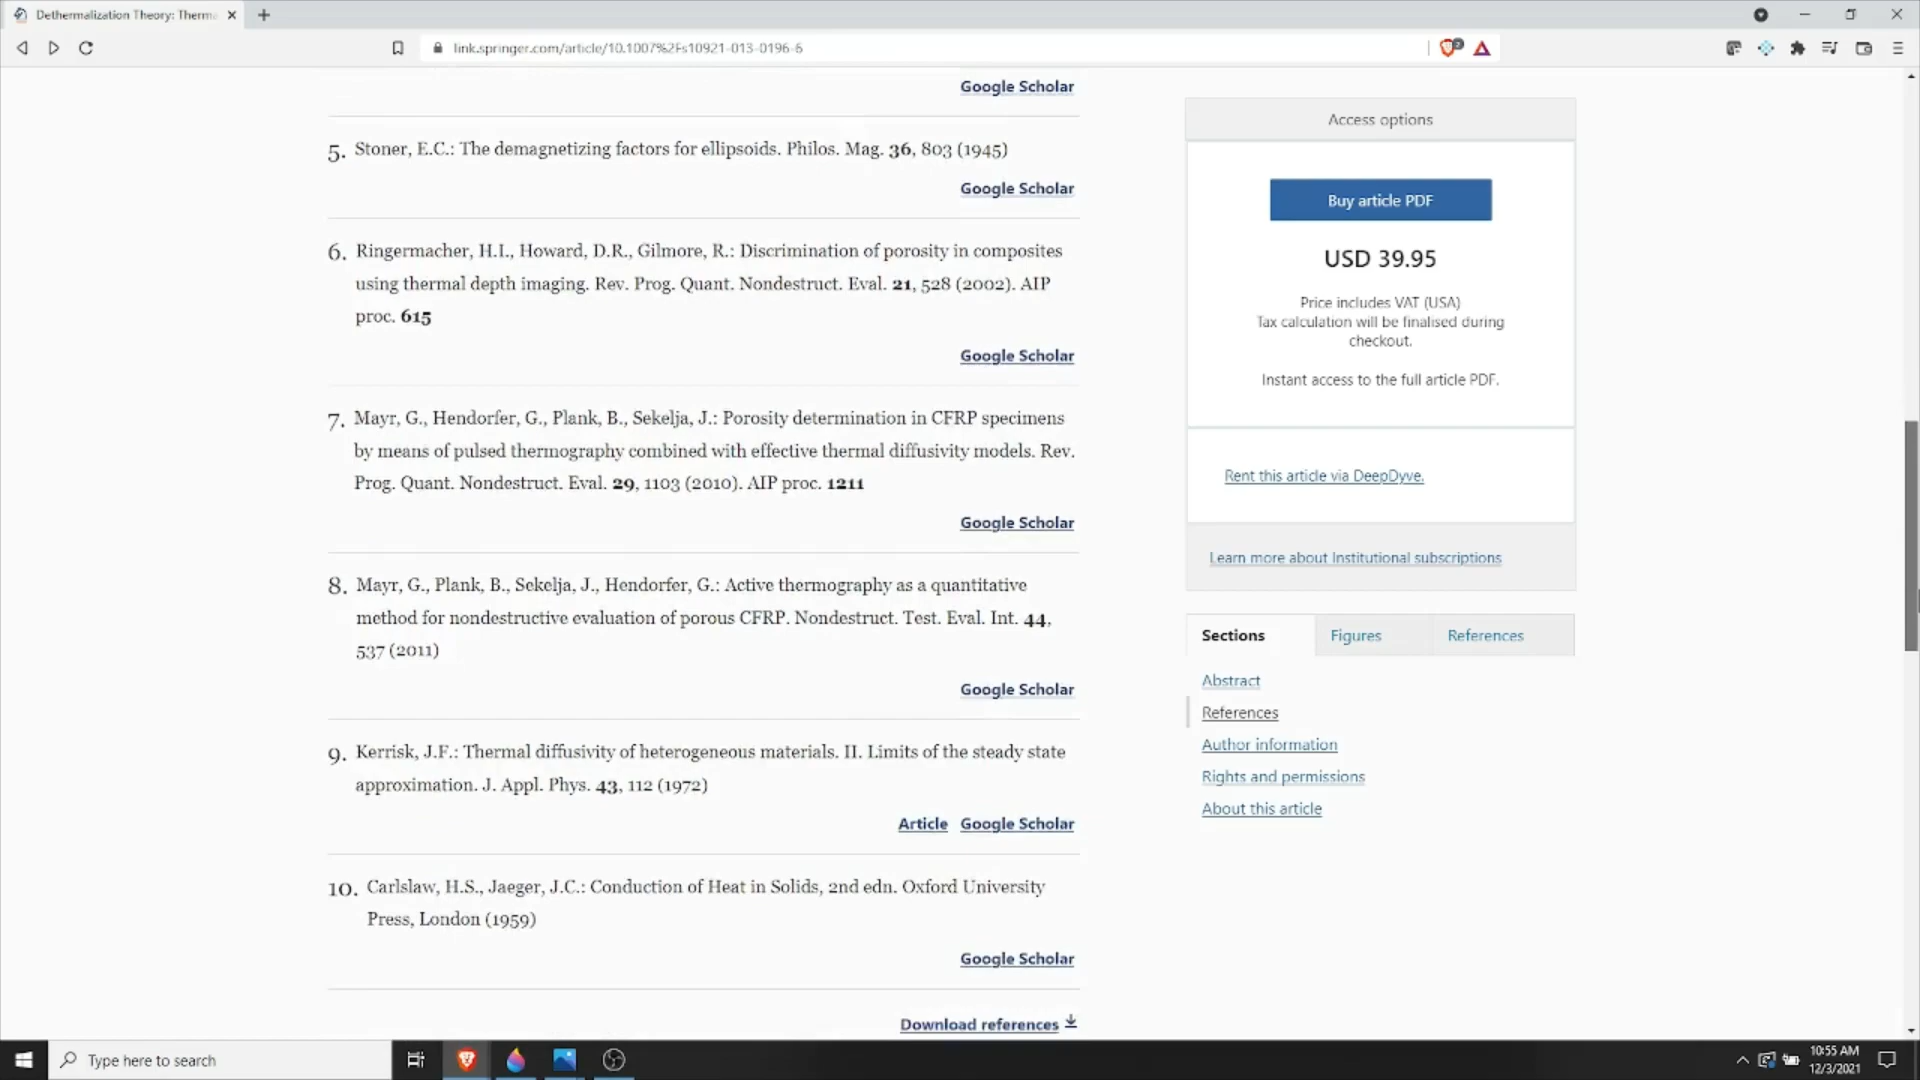 Dethermalization Theory: Therma
link.springer.com/article/10.1007%2Fs10921-013-0196-6
2
Google Scholar
5. Stoner, E.C.: The demagnetizing factors for ellipsoids. Philos. Mag. 36, 803 (1945)
Google Scholar
6. Ringermacher, H.I., Howard, D.R., Gilmore, R.: Discrimination of porosity in composites
using thermal depth imaging. Rev. Prog. Quant. Nondestruct. Eval. 21, 528 (2002). AIP
proc. 615
Google Scholar
7. Mayr, G., Hendorfer, G., Plank, B., Sekelja, J.: Porosity determination in CFRP specimens
by means of pulsed thermography combined with effective thermal diffusivity models. Rev.
Prog. Quant. Nondestruct. Eval. 29, 1103 (2010). AIP proc. 1211
Google Scholar
8. Mayr, G., Plank, B., Sekelja, J., Hendorfer, G.: Active thermography as a quantitative
method for nondestructive evaluation of porous CFRP. Nondestruct. Test. Eval. Int. 44,
537 (2011)
Google Scholar
9. Kerrisk, J.F.: Thermal diffusivity of heterogeneous materials. II. Limits of the steady state
approximation. J. Appl. Phys. 43, 112 (1972)
Article Google Scholar
10. Carlslaw, H.S., Jaeger, J.C.: Conduction of Heat in Solids, 2nd edn. Oxford University
Press, London (1959)
Google Scholar
Download references
Access options
Buy article PDF
USD 39.95
Price includes VAT (USA)
Tax calculation will be finalised during
checkout.
Instant access to the full article PDF.
Rent this article via DeepDyve.
Learn more about Institutional subscriptions
Sections Figures References
Abstract
References
Author information
Rights and permissions
About this article
Type here to search
10:55 AM
12/3/2021